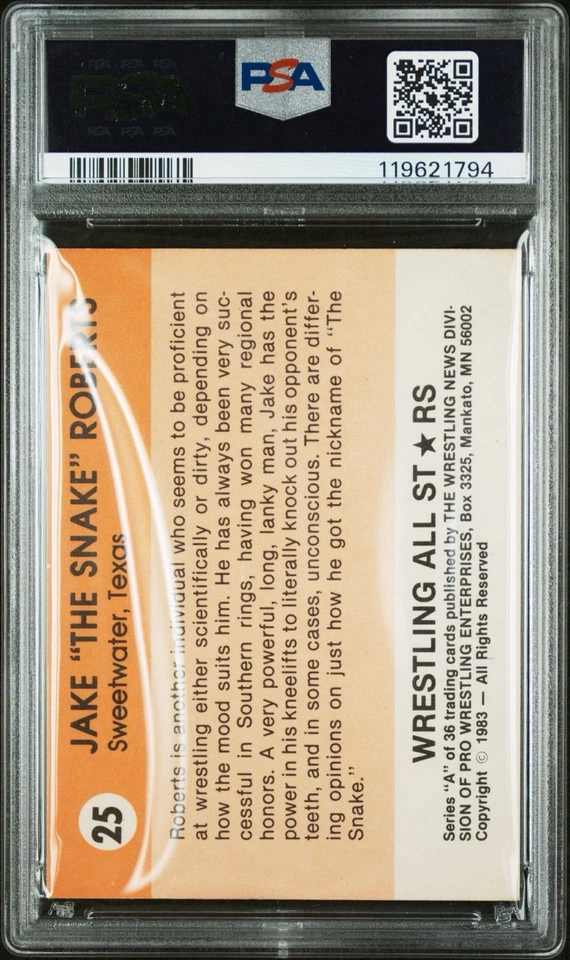 PSA
119621794
25
JAKE "THE SNAKE" ROBERTS
Sweetwater, Texas
Roberts is another individual who seems to be proficient
at wrestling either scientifically or dirty, depending on
how the mood suits him. He has always been very suc-
cessful in Southern rings, having won many regional
honors. A very powerful, long, lanky man, Jake has the
power in his kneelifts to literally knock out his opponent's
teeth, and in some cases, unconscious. There are differ-
ing opinions on just how he got the nickname of "The
Snake."
WRESTLING ALL ST★RS
Series "A" of 36 trading cards published by THE WRESTLING NEWS DIVI-
SION OF PRO WRESTLING ENTERPRISES, Box 3325, Mankato, MN 56002
Copyright © 1983 — All Rights Reserved